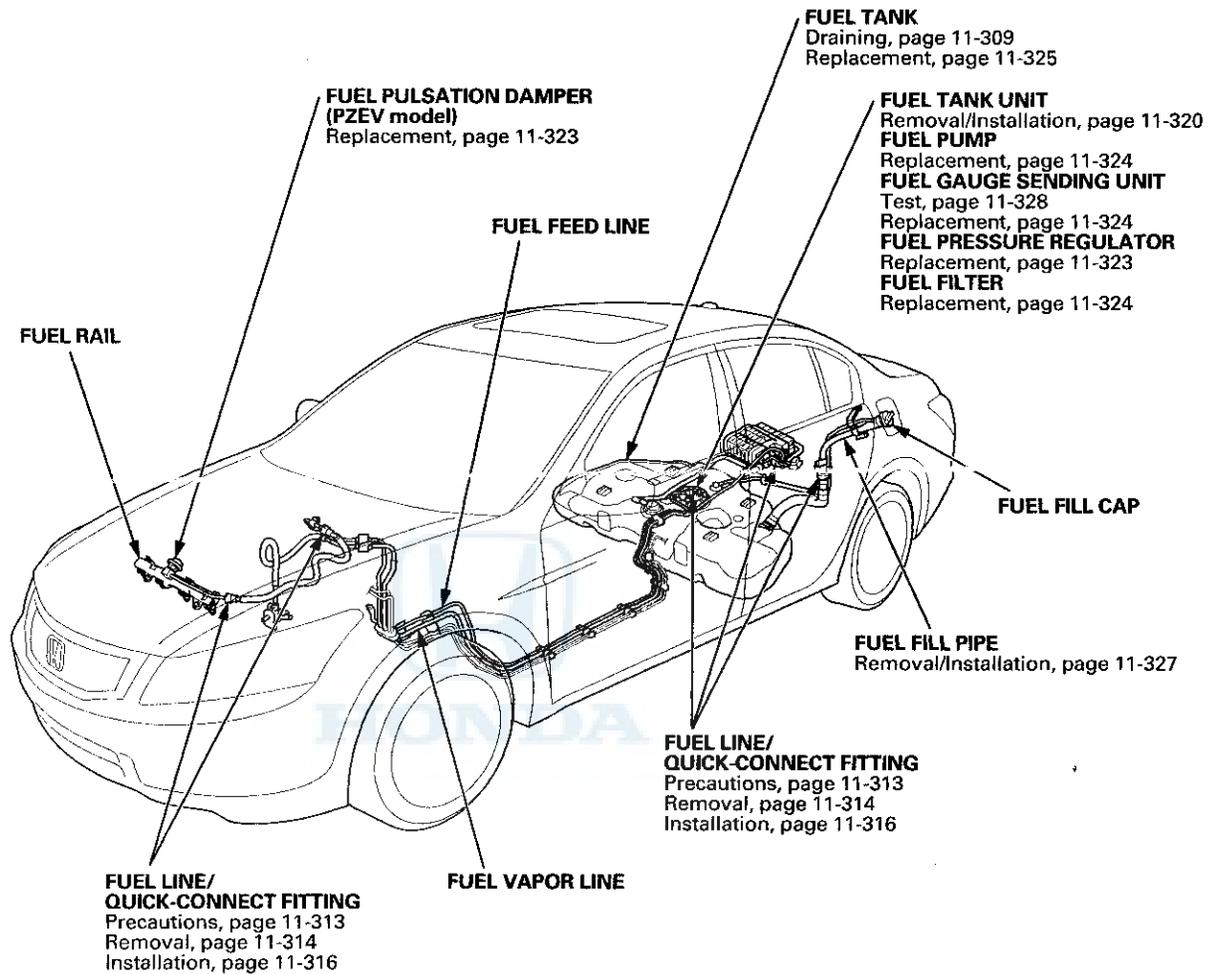 FUEL TANK
Draining, page 11-309
Replacement, page 11-325
FUEL PULSATION DAMPER
(PZEV model)
Replacement, page 11-323
FUEL TANK UNIT
Removal/Installation, page 11-320
FUEL PUMP
Replacement, page 11-324
FUEL GAUGE SENDING UNIT
Test, page 11-328
Replacement, page 11-324
FUEL PRESSURE REGULATOR
Replacement, page 11-323
FUEL FILTER
Replacement, page 11-324
FUEL FEED LINE
FUEL RAIL
FUEL FILL CAP
FUEL FILL PIPE
Removal/Installation, page 11-327
HONDA
FUEL LINE/
QUICK-CONNECT FITTING
Precautions, page 11-313
Removal, page 11-314
Installation, page 11-316
FUEL VAPOR LINE
FUEL LINE/
QUICK-CONNECT FITTING
Precautions, page 11-313
Removal, page 11-314
Installation, page 11-316